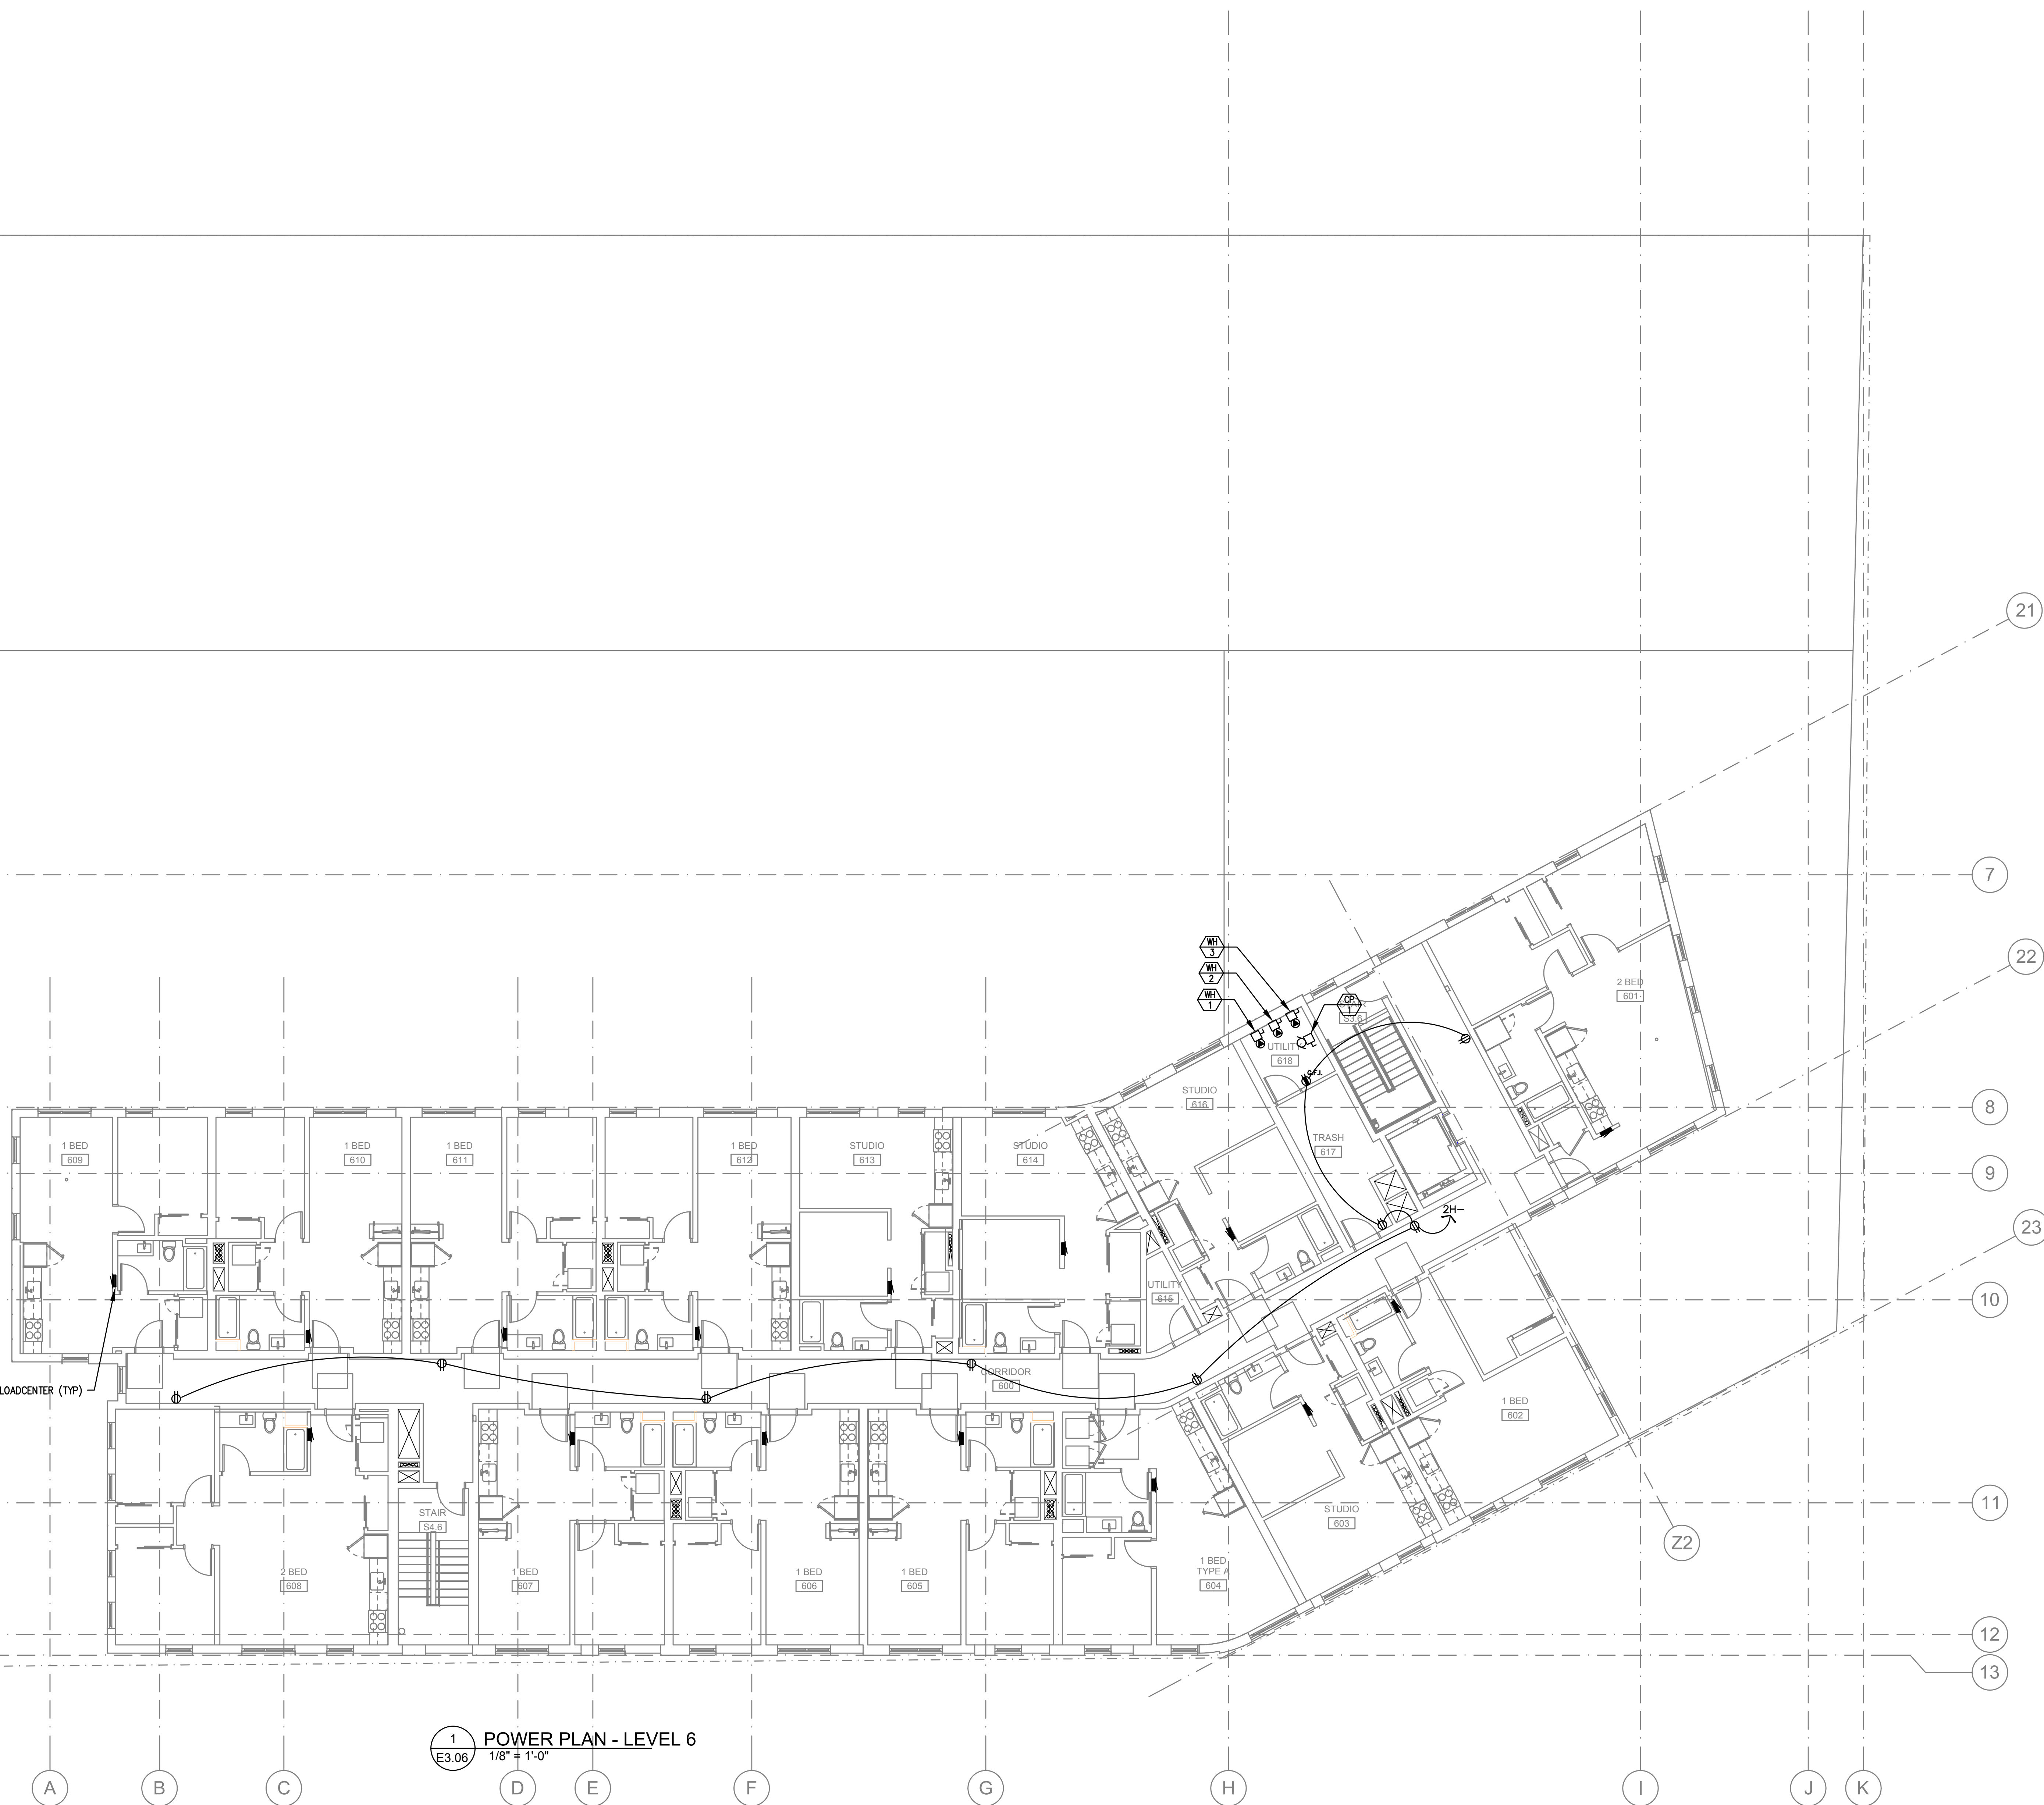 21
7
22
WH
3
WH
2
WH
1
CP
1
S3.6
2 BED
601
UTILITY
618
G.F.I.
STUDIO
616
8
1 BED
609
1 BED
610
1 BED
611
1 BED
612
STUDIO
613
STUDIO
614
TRASH
617
9
2H-
23
UTILITY
615
10
LOADCENTER (TYP)
CORRIDOR
600
1 BED
602
STAIR
S4.6
STUDIO
603
11
Z2
2 BED
608
1 BED
607
1 BED
606
1 BED
605
1 BED
TYPE A
604
12
13
1
E3.06
POWER PLAN - LEVEL 6
1/8" = 1'-0"
A
B
C
D
E
F
G
H
I
J
K